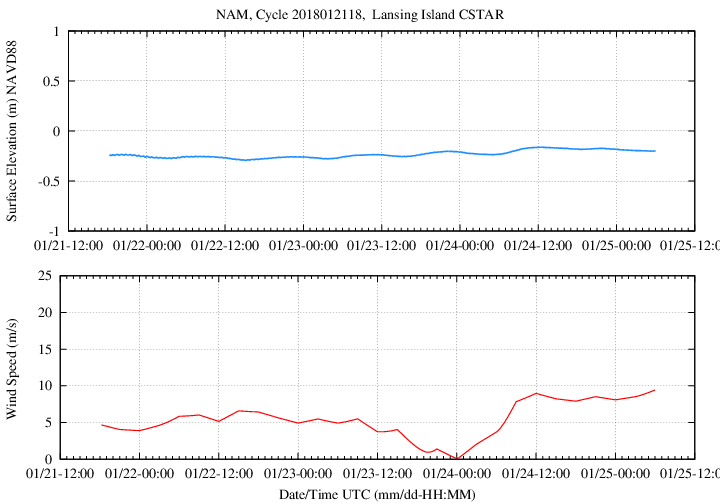 NAM, Cycle 2018012118,  Lansing Island CSTAR
Surface Elevation (m) NAVD88
1
0.5
0
-0.5
-1
01/21-12:00 01/22-00:00 01/22-12:00 01/23-00:00 01/23-12:00 01/24-00:00 01/24-12:00 01/25-00:00 01/25-12:0
Wind Speed (m/s)
25
20
15
10
5
0
01/21-12:00 01/22-00:00 01/22-12:00 01/23-00:00 01/23-12:00 01/24-00:00 01/24-12:00 01/25-00:00 01/25-12:0
Date/Time UTC (mm/dd-HH:MM)